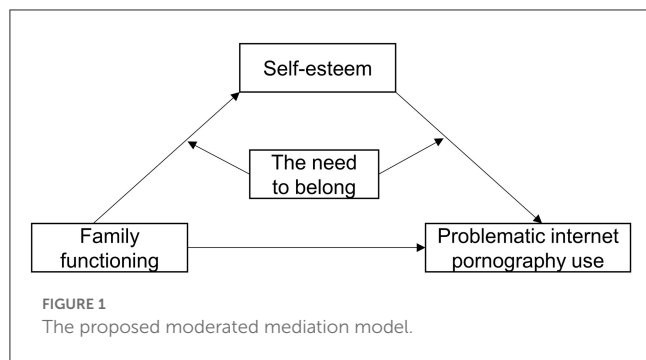 Self-esteem
The need
to belong
Family
functioning
Problematic internet
pornography use
FIGURE 1
The proposed moderated mediation model.